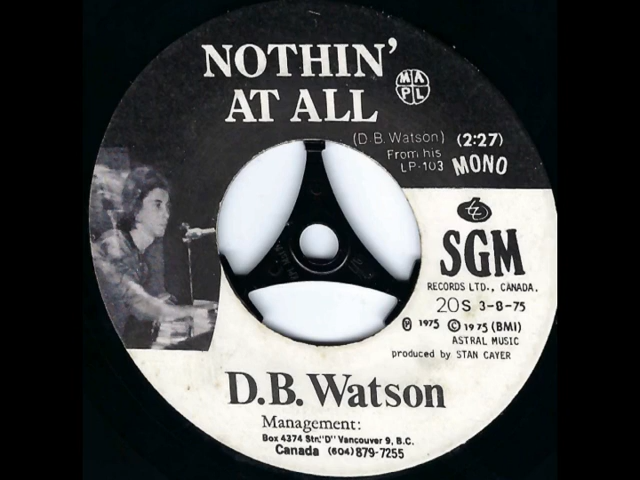 NOTHIN'
AT ALL
MAPL
(D.B. Watson) (2:27)
From his
LP-103 MONO
SGM
RECORDS LTD., CANADA.
20S 3-8-75
Ⓟ 1975 © 1975 (BMI)
ASTRAL MUSIC
produced by STAN CAYER
D.B. Watson
Management:
Box 4374 Stn."D" Vancouver 9, B.C.
Canada (604) 879-7255